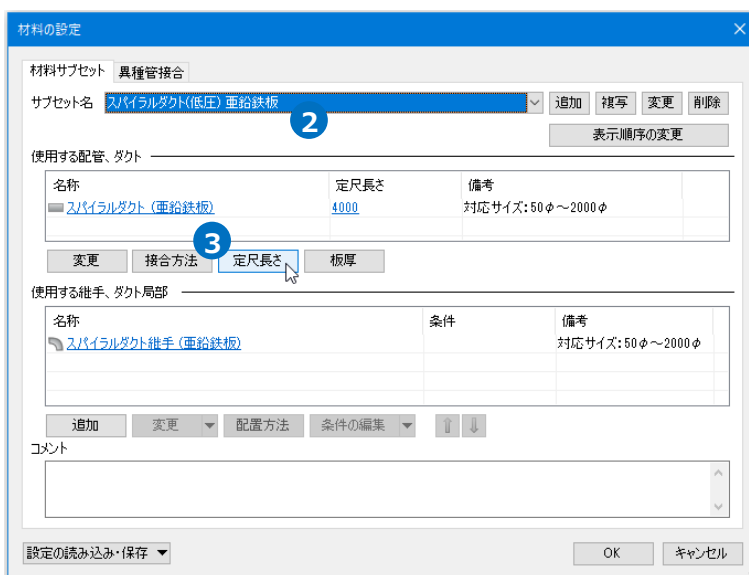 材料の設定
材料サブセット 異種管接合
サブセット名 スパイラルダクト(低圧) 亜鉛鉄板 追加 複写 変更 削除
2
表示順序の変更
使用する配管、ダクト
名称 定尺長さ 備考
スパイラルダクト (亜鉛鉄板) 4000 対応サイズ:50φ～2000φ
3
変更 接合方法 定尺長さ 板厚
使用する継手、ダクト局部
名称 条件 備考
スパイラルダクト継手 (亜鉛鉄板) 対応サイズ:50φ～2000φ
追加 変更 配置方法 条件の編集
コメント
設定の読み込み・保存 OK キャンセル